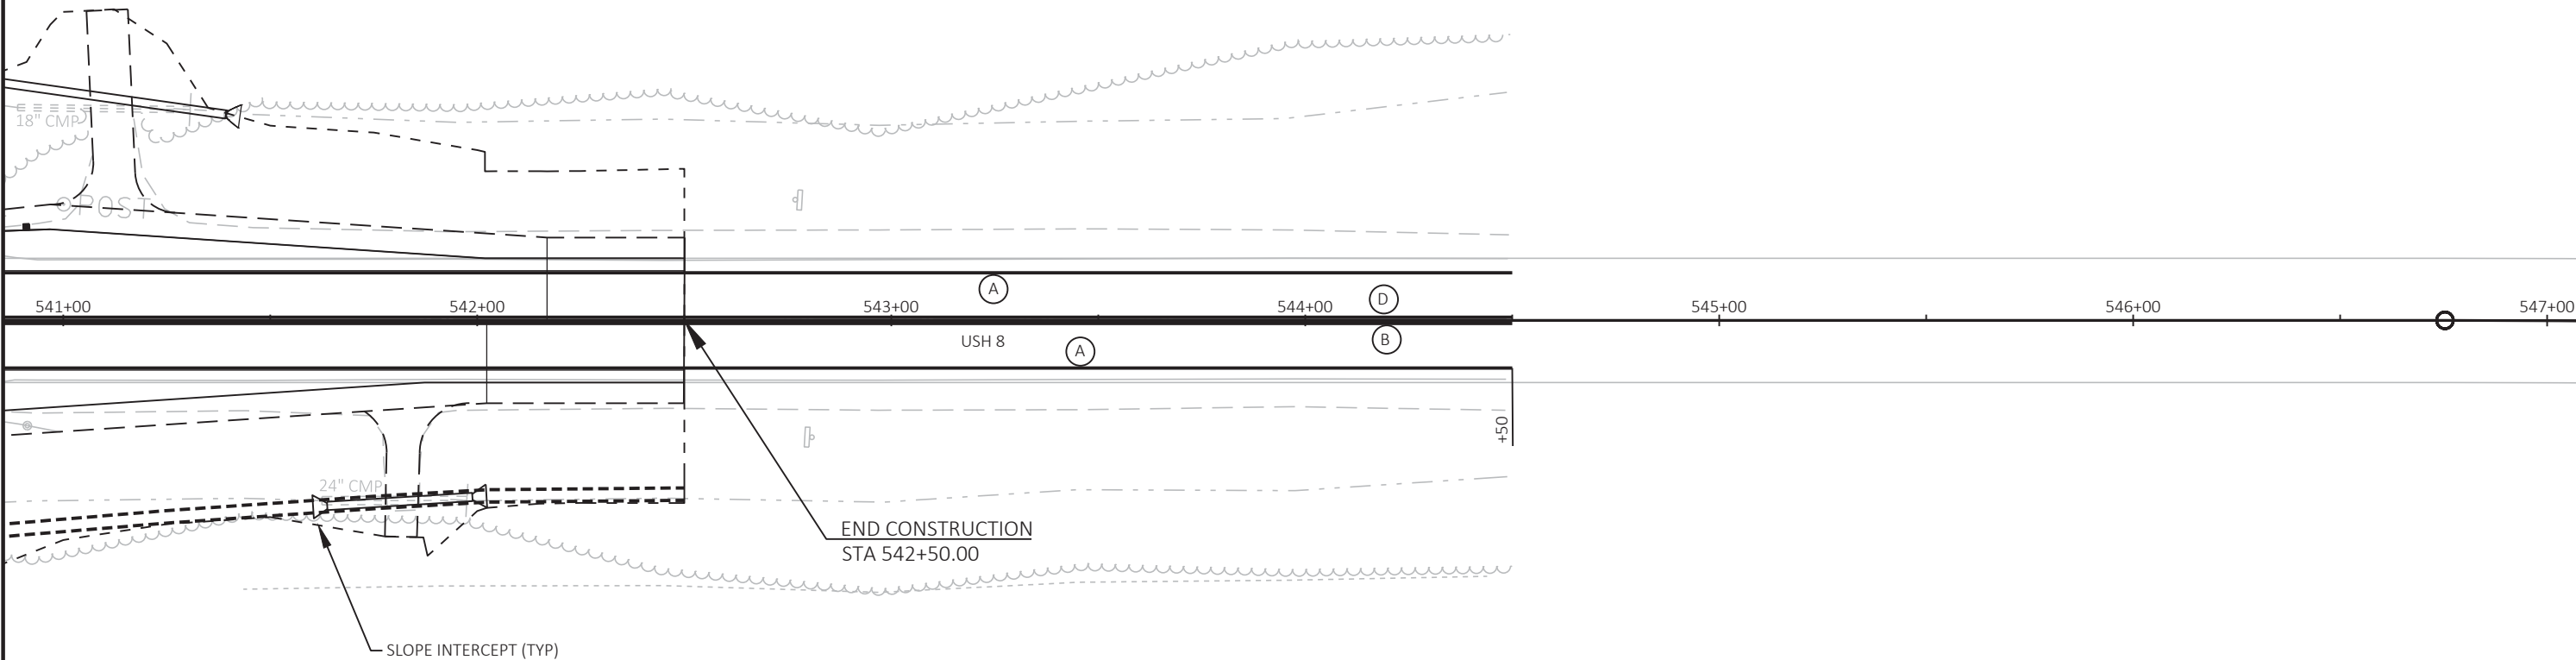 18" CMP
POST
541+00
542+00
543+00
544+00
545+00
546+00
547+00
A
D
USH 8
A
B
+50
24" CMP
END CONSTRUCTION
STA 542+50.00
SLOPE INTERCEPT (TYP)